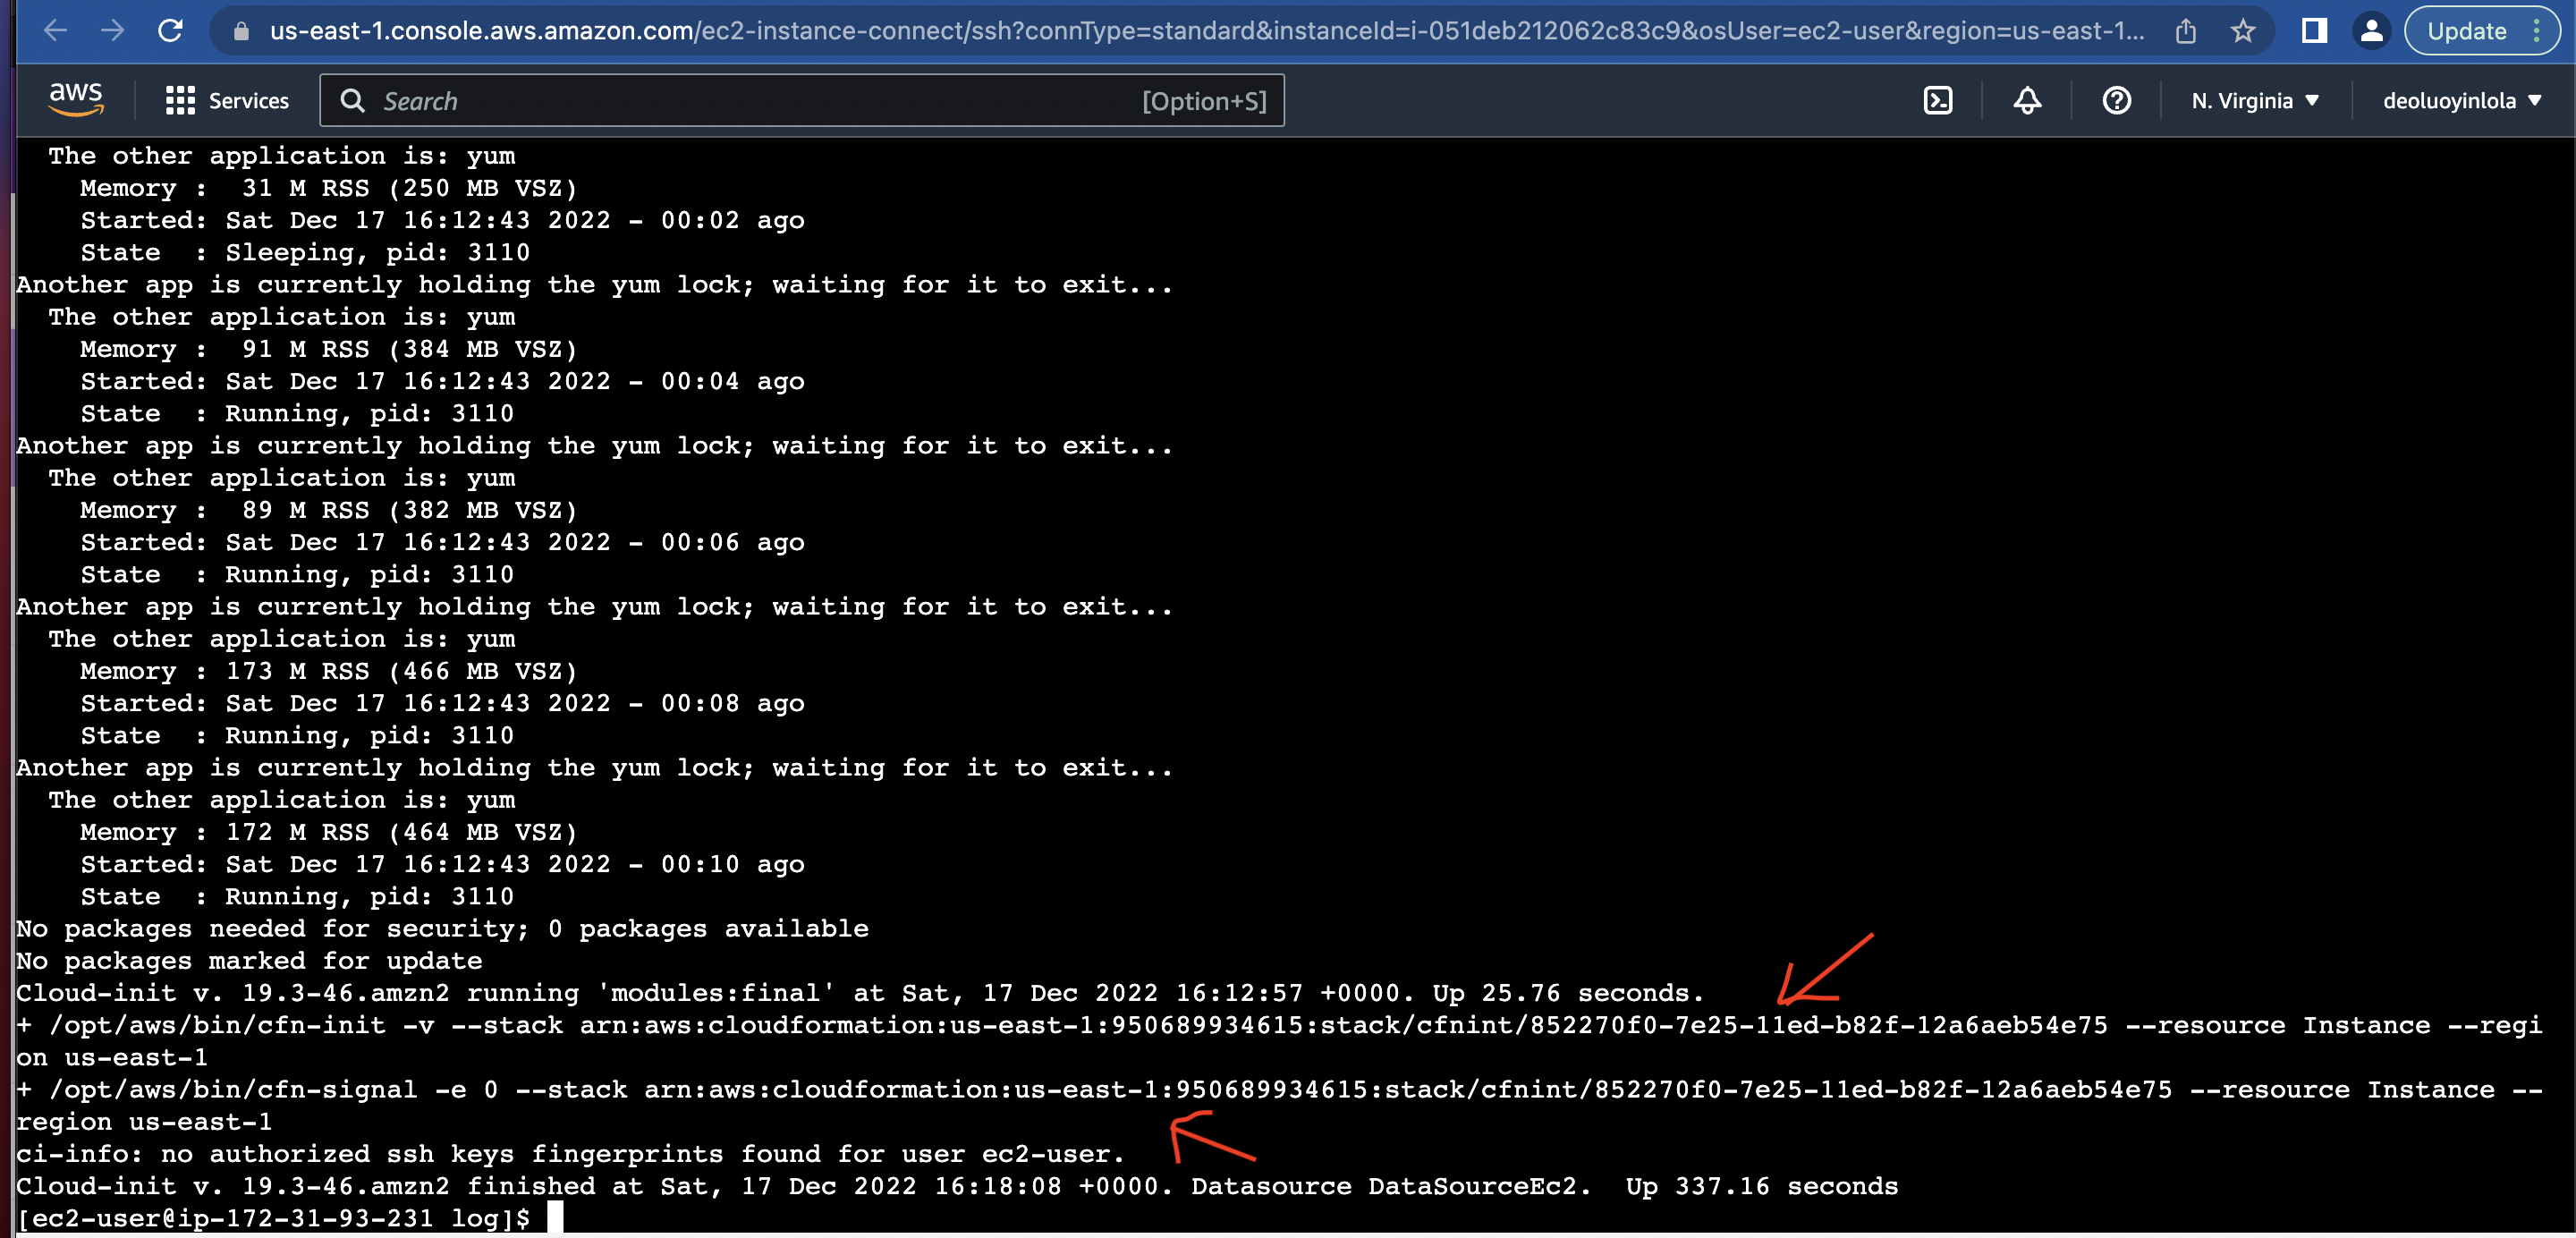 us-east-1.console.aws.amazon.com/ec2-instance-connect/ssh?connType=standard&instanceId=i-051deb212062c83c9&osUser=ec2-user&region=us-east-1... Update
aws Services Search [Option+S] N. Virginia deoluoyinlola
The other application is: yum
Memory : 31 M RSS (250 MB VSZ)
Started: Sat Dec 17 16:12:43 2022 - 00:02 ago
State : Sleeping, pid: 3110
Another app is currently holding the yum lock; waiting for it to exit...
The other application is: yum
Memory : 91 M RSS (384 MB VSZ)
Started: Sat Dec 17 16:12:43 2022 - 00:04 ago
State : Running, pid: 3110
Another app is currently holding the yum lock; waiting for it to exit...
The other application is: yum
Memory : 89 M RSS (382 MB VSZ)
Started: Sat Dec 17 16:12:43 2022 - 00:06 ago
State : Running, pid: 3110
Another app is currently holding the yum lock; waiting for it to exit...
The other application is: yum
Memory : 173 M RSS (466 MB VSZ)
Started: Sat Dec 17 16:12:43 2022 - 00:08 ago
State : Running, pid: 3110
Another app is currently holding the yum lock; waiting for it to exit...
The other application is: yum
Memory : 172 M RSS (464 MB VSZ)
Started: Sat Dec 17 16:12:43 2022 - 00:10 ago
State : Running, pid: 3110
No packages needed for security; 0 packages available
No packages marked for update
Cloud-init v. 19.3-46.amzn2 running 'modules:final' at Sat, 17 Dec 2022 16:12:57 +0000. Up 25.76 seconds.
+ /opt/aws/bin/cfn-init -v --stack arn:aws:cloudformation:us-east-1:950689934615:stack/cfnint/852270f0-7e25-11ed-b82f-12a6aeb54e75 --resource Instance --regi
on us-east-1
+ /opt/aws/bin/cfn-signal -e 0 --stack arn:aws:cloudformation:us-east-1:950689934615:stack/cfnint/852270f0-7e25-11ed-b82f-12a6aeb54e75 --resource Instance --
region us-east-1
ci-info: no authorized ssh keys fingerprints found for user ec2-user.
Cloud-init v. 19.3-46.amzn2 finished at Sat, 17 Dec 2022 16:18:08 +0000. Datasource DataSourceEc2. Up 337.16 seconds
[ec2-user@ip-172-31-93-231 log]$